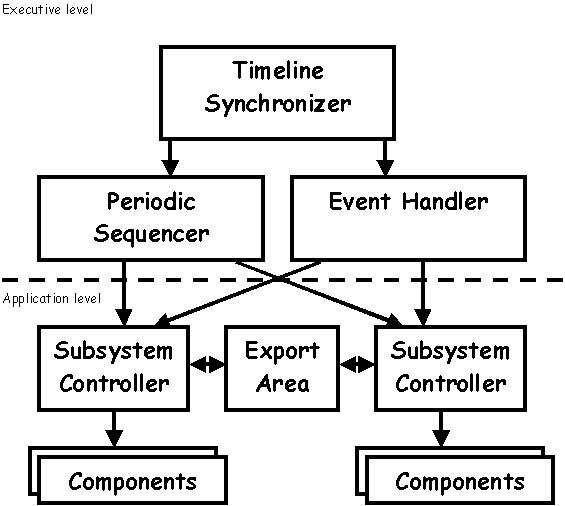 Executive level
Timeline
Synchronizer
Periodic
Sequencer
Event Handler
Application level
Subsystem
Controller
Export
Area
Subsystem
Controller
Components
Components